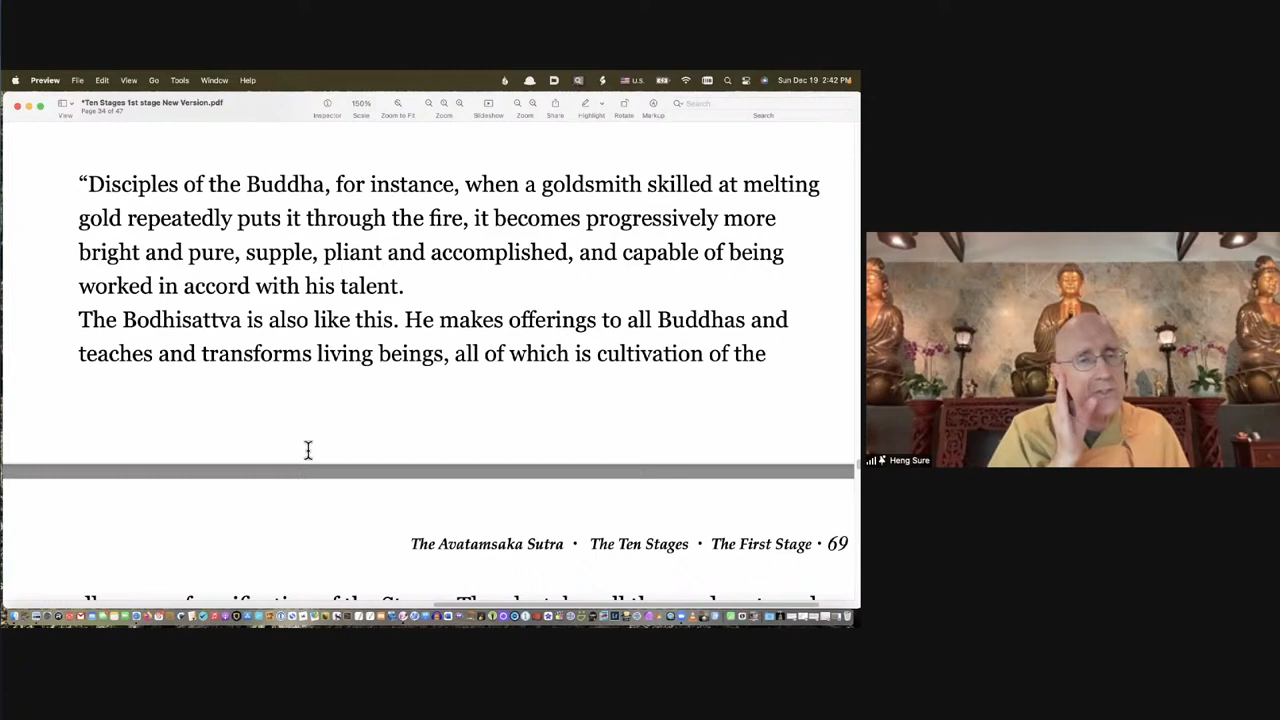 Preview File Edit View Go Tools Window Help U.S. Sun Dec 19 2:42 PM
*Ten Stages 1st stage New Version.pdf
Page 34 of 47
150% Search...
View Inspector Scale Zoom to Fit Zoom Slideshow Zoom Share Highlight Rotate Markup Search
“Disciples of the Buddha, for instance, when a goldsmith skilled at melting
gold repeatedly puts it through the fire, it becomes progressively more
bright and pure, supple, pliant and accomplished, and capable of being
worked in accord with his talent.
The Bodhisattva is also like this. He makes offerings to all Buddhas and
teaches and transforms living beings, all of which is cultivation of the
Heng Sure
The Avatamsaka Sutra • The Ten Stages • The First Stage • 69